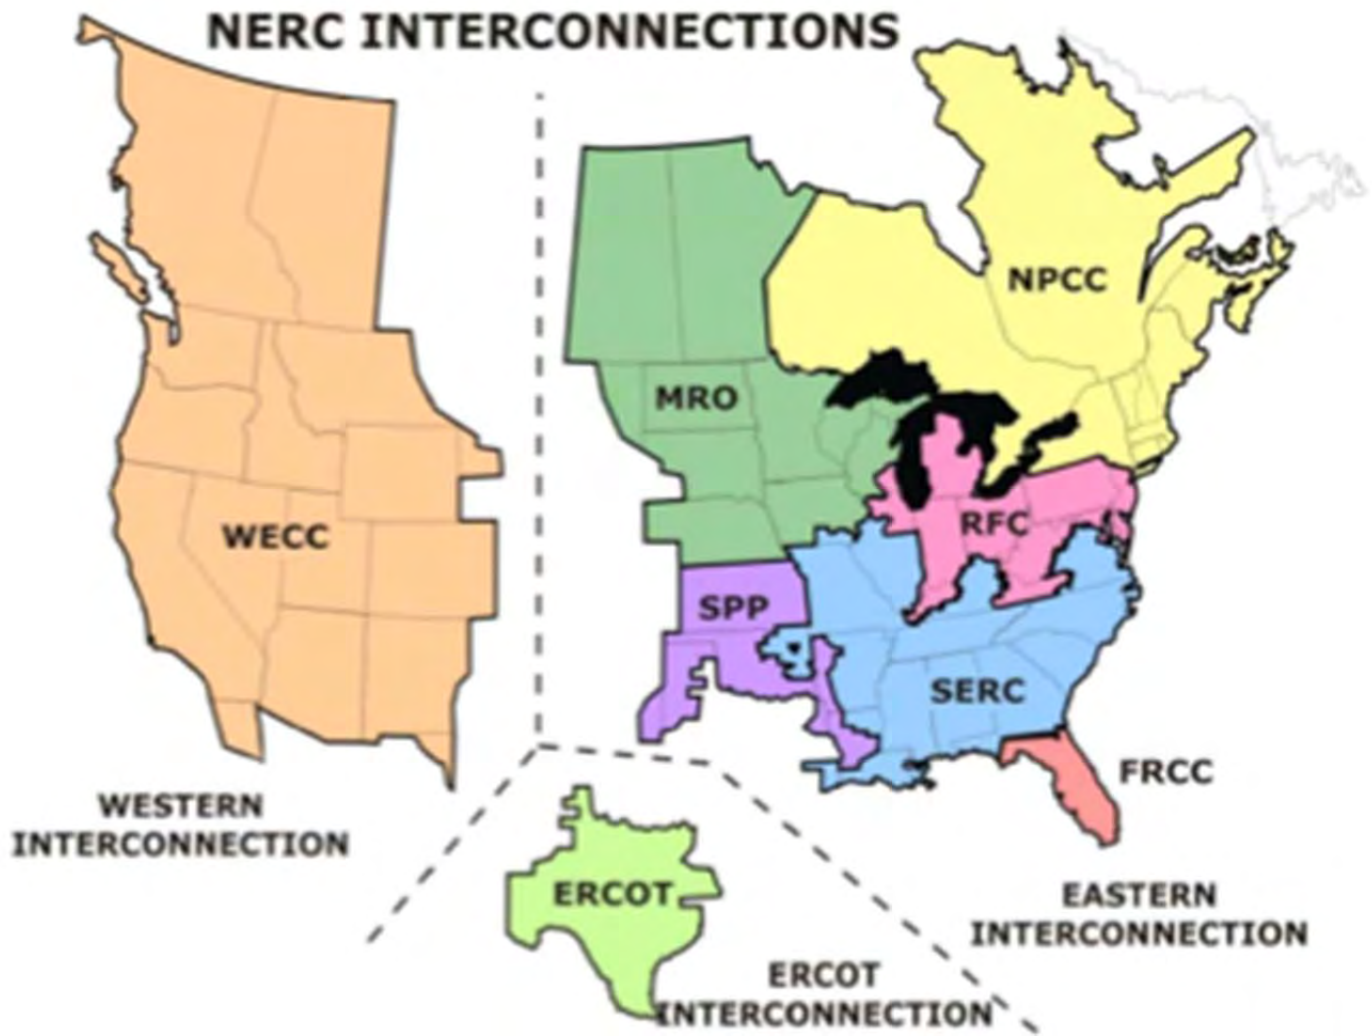 NERC INTERCONNECTIONS
NPCC
MRO
RFC
WECC
SPP
SERC
FRCC
WESTERN
INTERCONNECTION
ERCOT
EASTERN
INTERCONNECTION
ERCOT
INTERCONNECTION